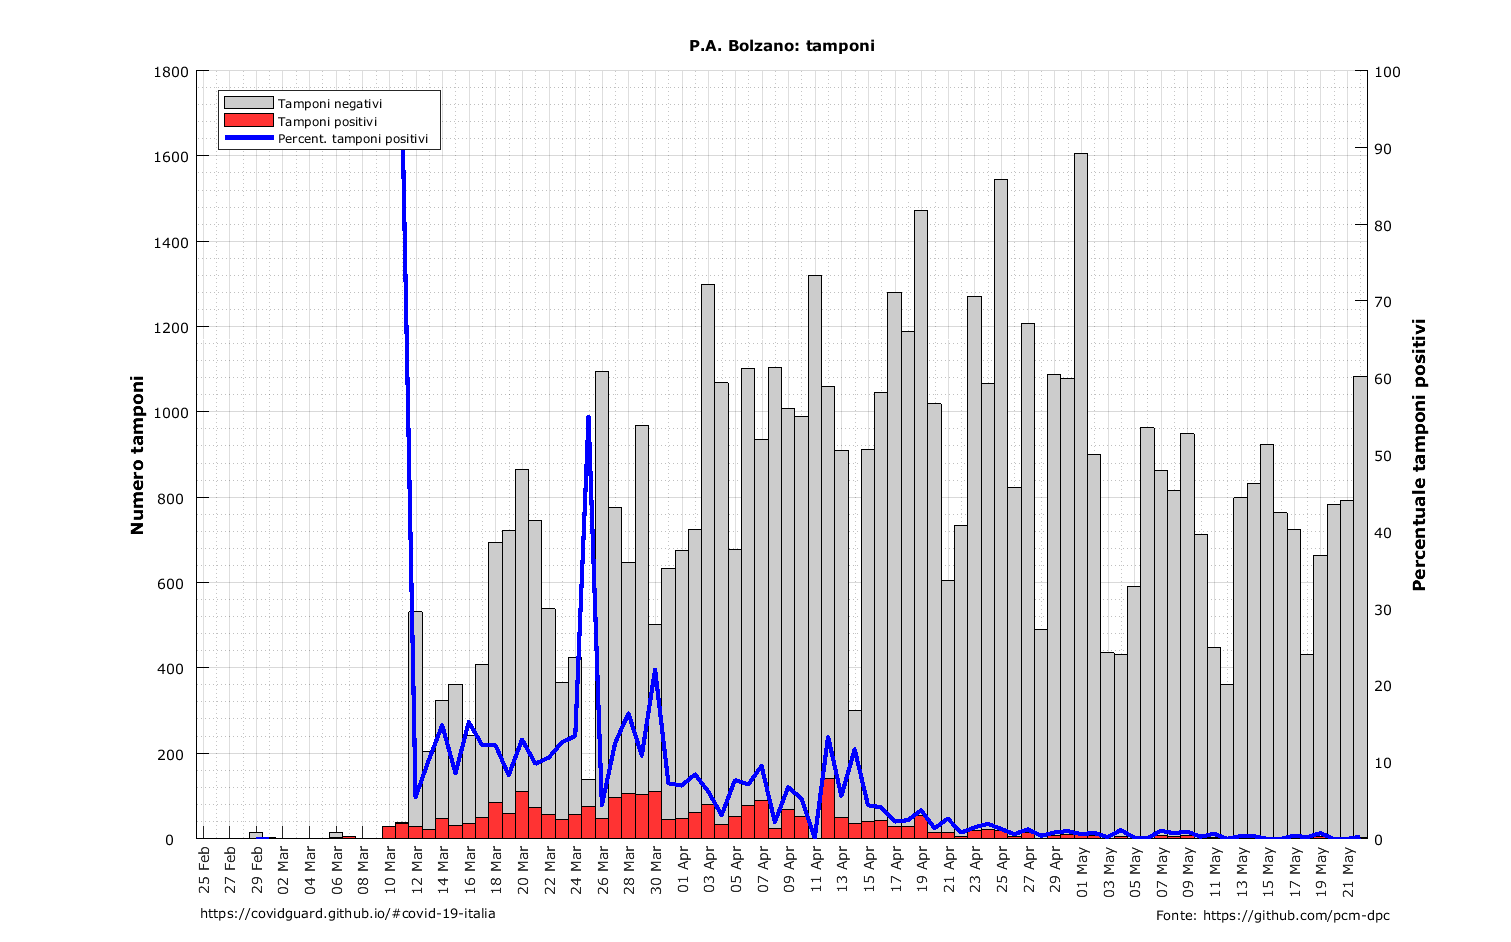 P.A. Bolzano: tamponi
Tamponi negativi
Tamponi positivi
Percent. tamponi positivi
Numero tamponi
1800
1600
1400
1200
1000
800
600
400
200
0
100
90
80
70
60
50
40
30
20
10
0
Percentuale tamponi positivi
25 Feb
27 Feb
29 Feb
02 Mar
04 Mar
06 Mar
08 Mar
10 Mar
12 Mar
14 Mar
16 Mar
18 Mar
20 Mar
22 Mar
24 Mar
26 Mar
28 Mar
30 Mar
01 Apr
03 Apr
05 Apr
07 Apr
09 Apr
11 Apr
13 Apr
15 Apr
17 Apr
19 Apr
21 Apr
23 Apr
25 Apr
27 Apr
29 Apr
01 May
03 May
05 May
07 May
09 May
11 May
13 May
15 May
17 May
19 May
21 May
https://covidguard.github.io/#covid-19-italia
Fonte: https://github.com/pcm-dpc